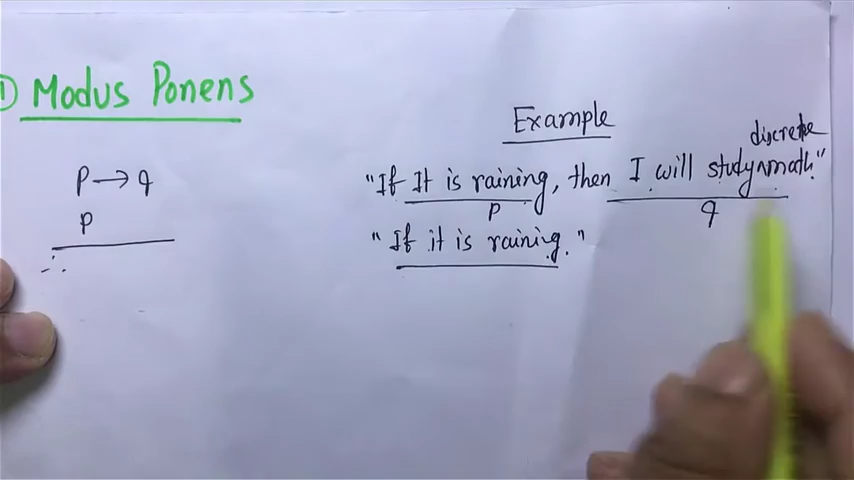 1) Modus Ponens
Example
p → q
p
∴
discrete
"If It is raining, then I will study ^ math"
p
q
"If it is raining."